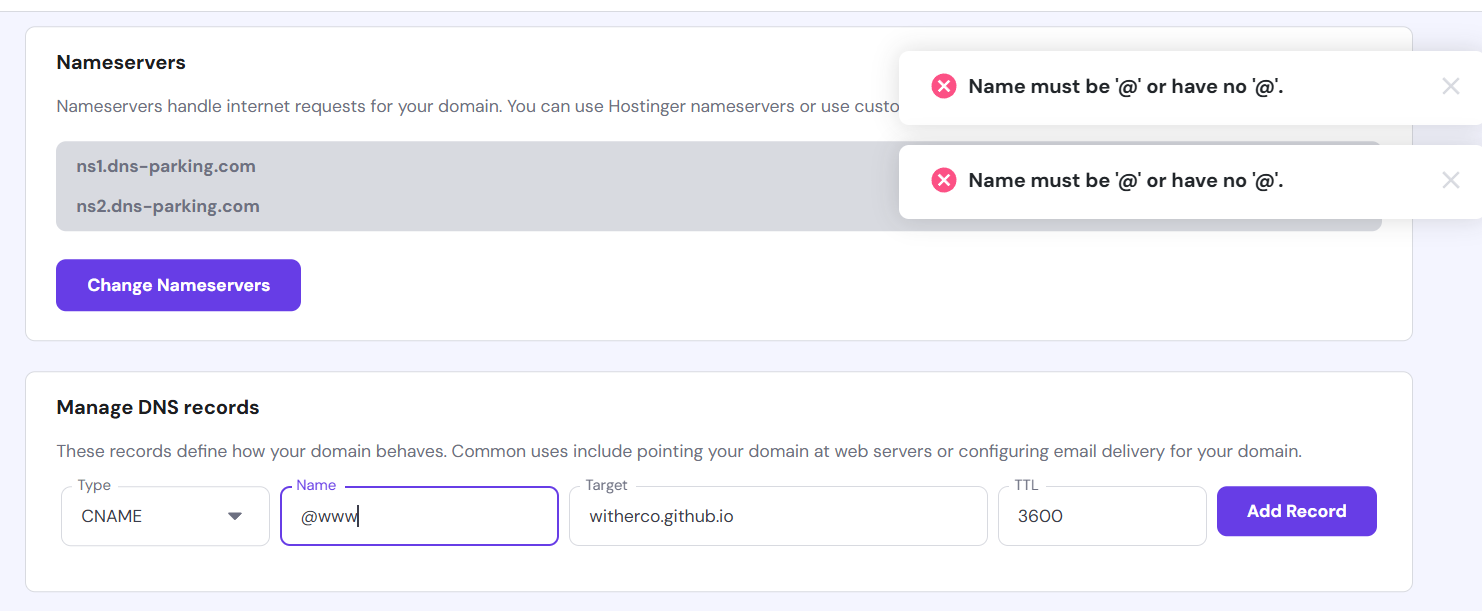 Nameservers
Nameservers handle internet requests for your domain. You can use Hostinger nameservers or use custo
ns1.dns-parking.com
ns2.dns-parking.com
Name must be '@' or have no '@'.
Name must be '@' or have no '@'.
Change Nameservers
Manage DNS records
These records define how your domain behaves. Common uses include pointing your domain at web servers or configuring email delivery for your domain.
Type
CNAME
Name
@www
Target
witherco.github.io
TTL
3600
Add Record